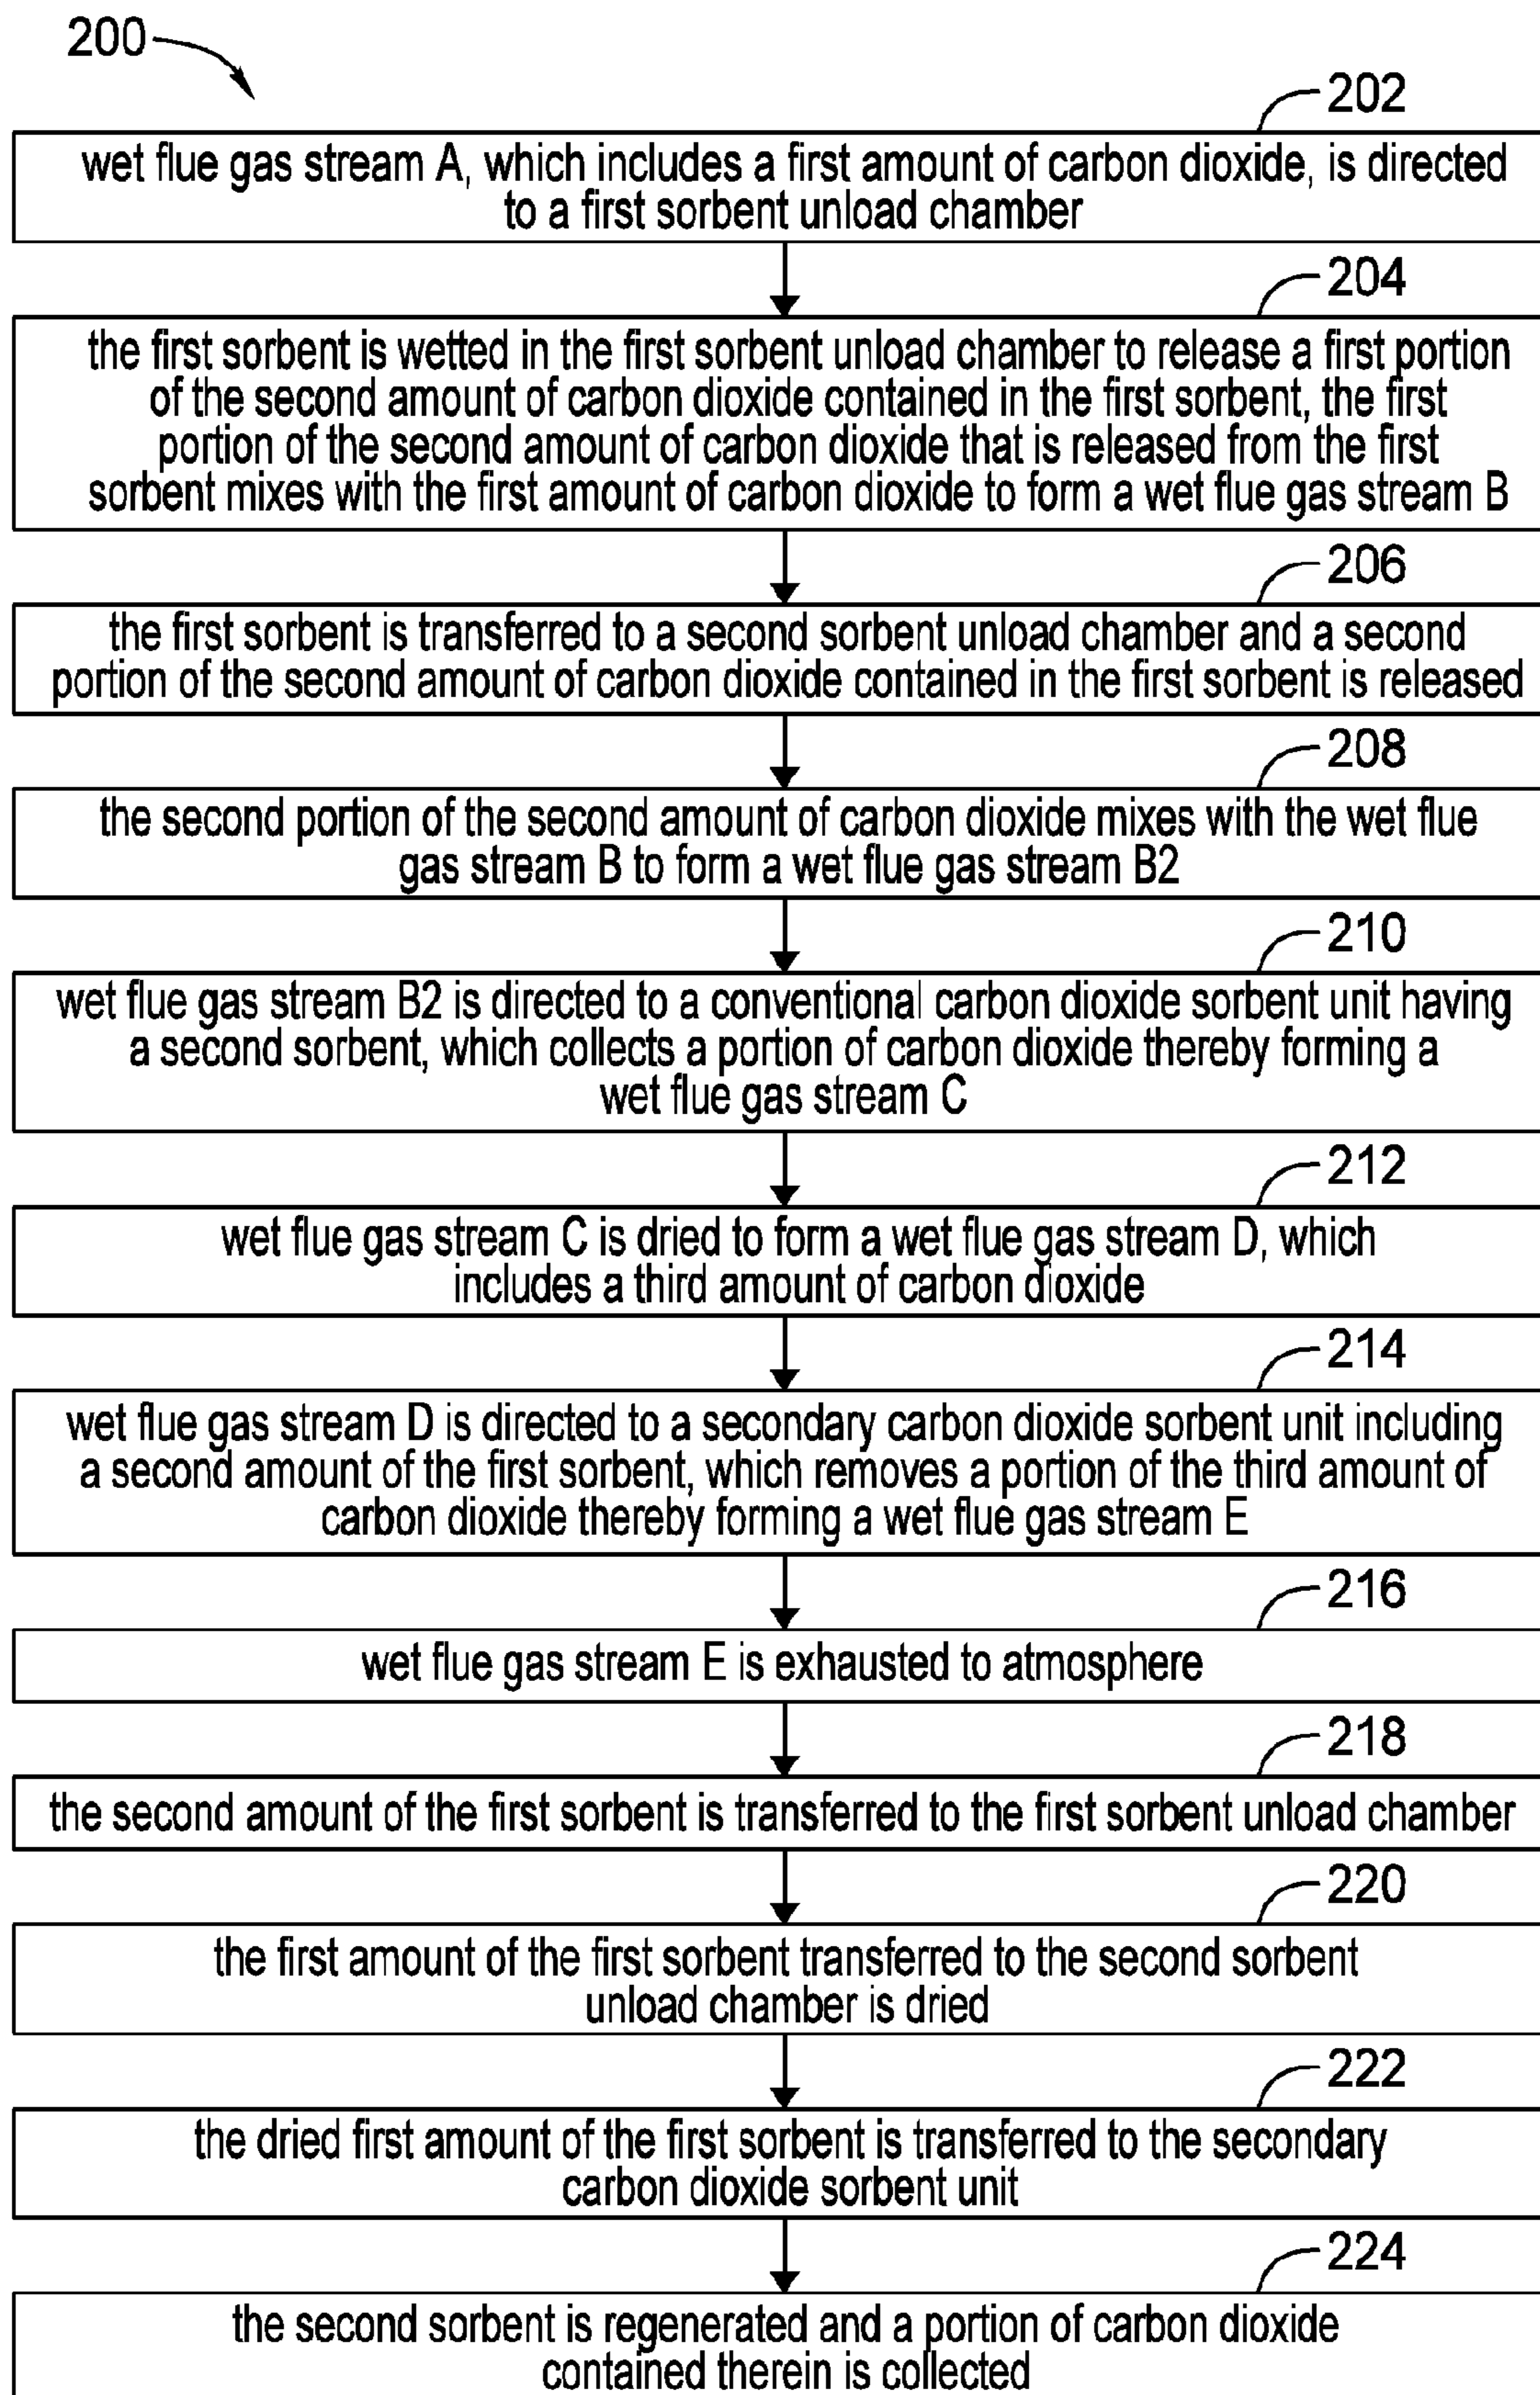 200
202
wet flue gas stream A, which includes a first amount of carbon dioxide, is directed
to a first sorbent unload chamber
204
the first sorbent is wetted in the first sorbent unload chamber to release a first portion
of the second amount of carbon dioxide contained in the first sorbent, the first
portion of the second amount of carbon dioxide that is released from the first
sorbent mixes with the first amount of carbon dioxide to form a wet flue gas stream B
206
the first sorbent is transferred to a second sorbent unload chamber and a second
portion of the second amount of carbon dioxide contained in the first sorbent is released
208
the second portion of the second amount of carbon dioxide mixes with the wet flue
gas stream B to form a wet flue gas stream B2
210
wet flue gas stream B2 is directed to a conventional carbon dioxide sorbent unit having
a second sorbent, which collects a portion of carbon dioxide thereby forming a
wet flue gas stream C
212
wet flue gas stream C is dried to form a wet flue gas stream D, which
includes a third amount of carbon dioxide
214
wet flue gas stream D is directed to a secondary carbon dioxide sorbent unit including
a second amount of the first sorbent, which removes a portion of the third amount of
carbon dioxide thereby forming a wet flue gas stream E
216
wet flue gas stream E is exhausted to atmosphere
218
the second amount of the first sorbent is transferred to the first sorbent unload chamber
220
the first amount of the first sorbent transferred to the second sorbent
unload chamber is dried
222
the dried first amount of the first sorbent is transferred to the secondary
carbon dioxide sorbent unit
224
the second sorbent is regenerated and a portion of carbon dioxide
contained therein is collected